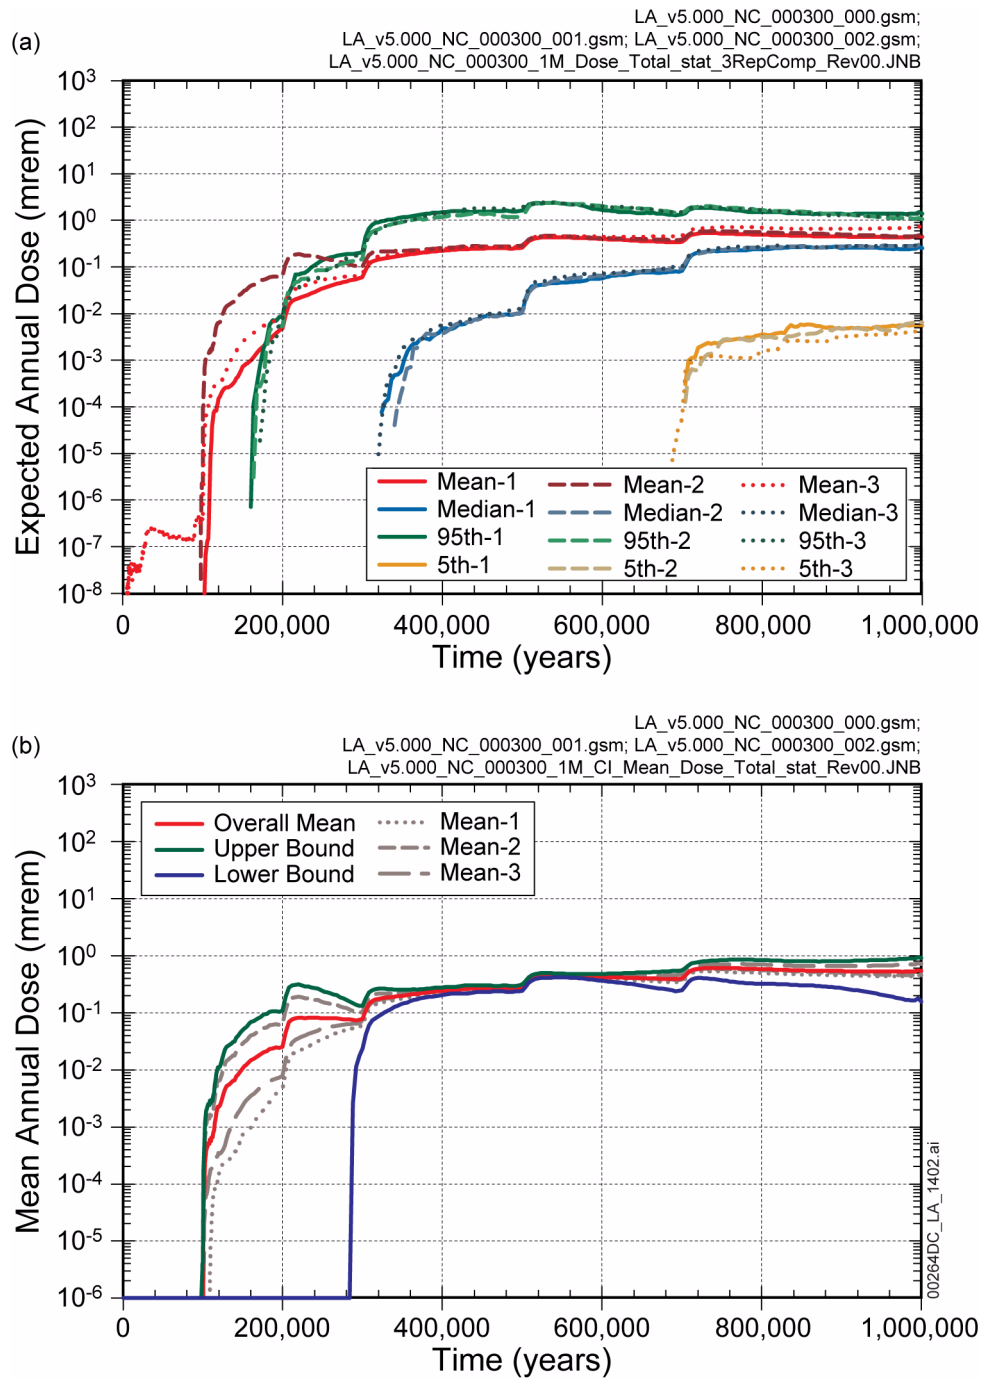 LA_v5.000_NC_000300_000.gsm;
(a)
LA_v5.000_NC_000300_001.gsm; LA_v5.000_NC_000300_002.gsm;
LA_v5.000_NC_000300_1M_Dose_Total_stat_3RepComp_Rev00.JNB
Expected Annual Dose (mrem)
10³
10²
10¹
10⁰
10⁻¹
10⁻²
10⁻³
10⁻⁴
10⁻⁵
10⁻⁶
10⁻⁷
10⁻⁸
Mean-1 Mean-2 Mean-3
Median-1 Median-2 Median-3
95th-1 95th-2 95th-3
5th-1 5th-2 5th-3
0 200,000 400,000 600,000 800,000 1,000,000
Time (years)
LA_v5.000_NC_000300_000.gsm;
(b)
LA_v5.000_NC_000300_001.gsm; LA_v5.000_NC_000300_002.gsm;
LA_v5.000_NC_000300_1M_CI_Mean_Dose_Total_stat_Rev00.JNB
Mean Annual Dose (mrem)
10³
10²
10¹
10⁰
10⁻¹
10⁻²
10⁻³
10⁻⁴
10⁻⁵
10⁻⁶
Overall Mean Mean-1
Upper Bound Mean-2
Lower Bound Mean-3
0 200,000 400,000 600,000 800,000 1,000,000
Time (years)
00264DC_LA_1402.ai